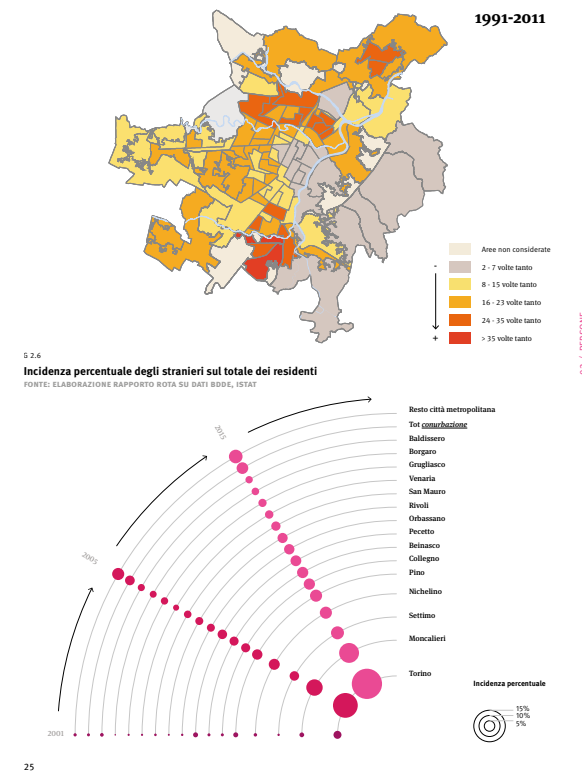 1991-2011
Aree non considerate
2 - 7 volte tanto
8 - 15 volte tanto
16 - 23 volte tanto
24 - 35 volte tanto
> 35 volte tanto
-
+
G 2.6
Incidenza percentuale degli stranieri sul totale dei residenti
FONTE: ELABORAZIONE RAPPORTO ROTA SU DATI BDDE, ISTAT
Resto città metropolitana
Tot conurbazione
Baldissero
Borgaro
Grugliasco
Venaria
San Mauro
Rivoli
Orbassano
Pecetto
Beinasco
Collegno
Pino
Nichelino
Settimo
Moncalieri
Torino
2015
2005
2001
Incidenza percentuale
15%
10%
5%
25